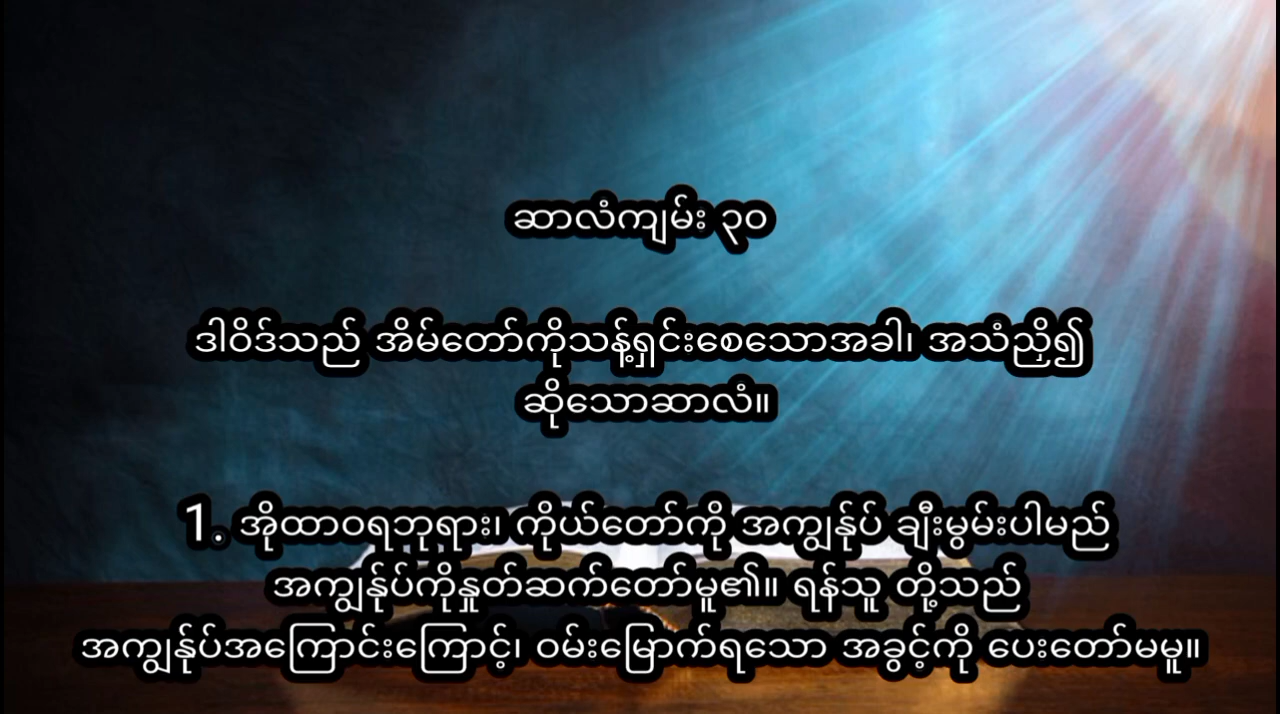 ဆာလံကျမ်း ၃၀
ဒါဝိဒ်သည် အိမ်တော်ကိုသန့်ရှင်းစေသောအခါ၊ အသံညှိ၍
ဆိုသောဆာလံ။
1. အိုထာဝရဘုရား၊ ကိုယ်တော်ကို အကျွန်ုပ် ချီးမွမ်းပါမည်
အကျွန်ုပ်ကိုနှုတ်ဆက်တော်မူ၏။ ရန်သူ တို့သည်
အကျွန်ုပ်အကြောင်းကြောင့်၊ ဝမ်းမြောက်ရသော အခွင့်ကို ပေးတော်မမူ။